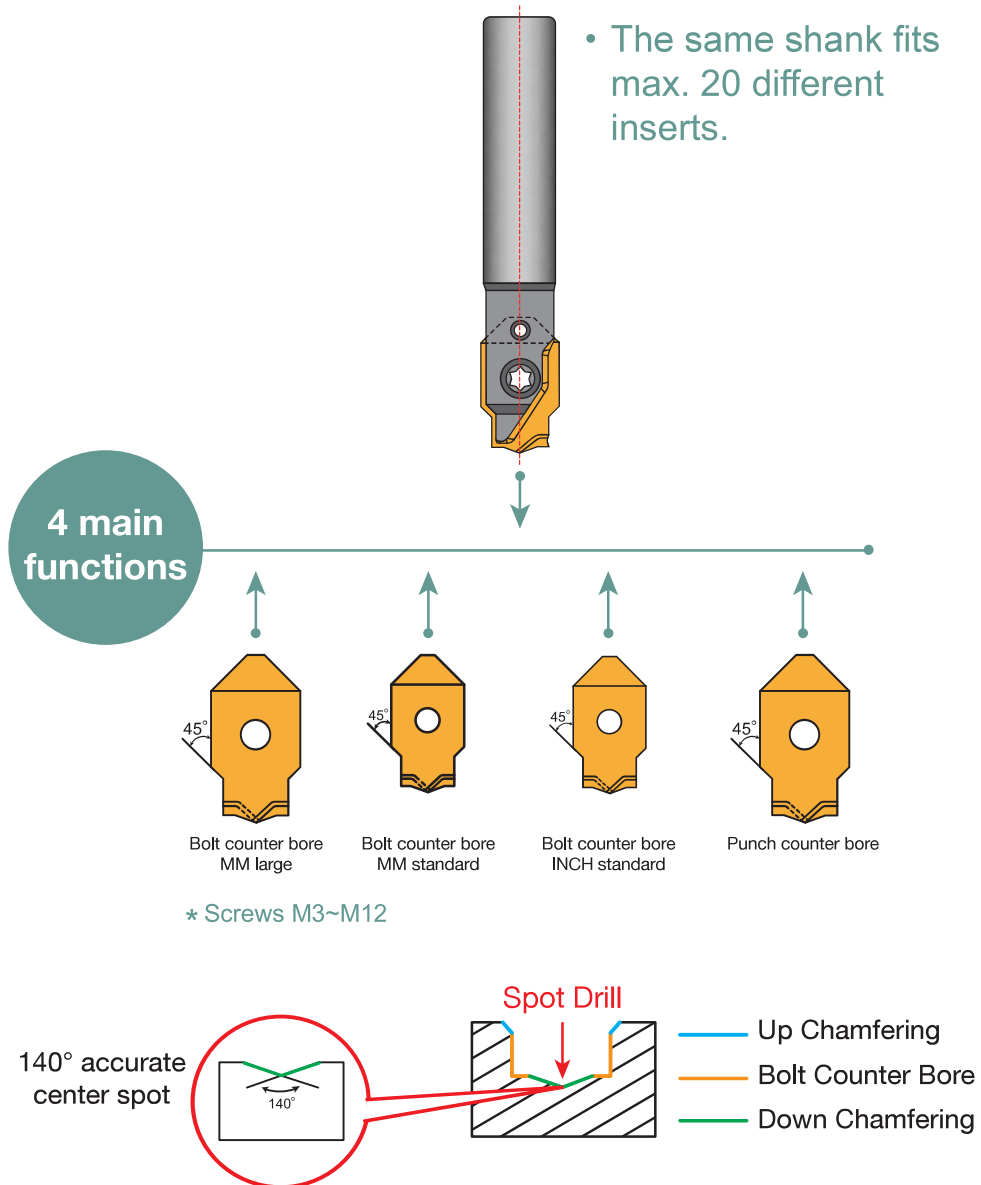 • The same shank fits
max. 20 different
inserts.
4 main
functions
45°
45°
45°
45°
Bolt counter bore
MM large
Bolt counter bore
MM standard
Bolt counter bore
INCH standard
Punch counter bore
* Screws M3~M12
Spot Drill
140° accurate
center spot
140°
Up Chamfering
Bolt Counter Bore
Down Chamfering